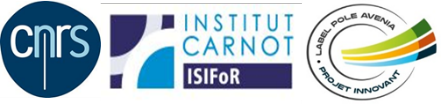 cnrs
INSTITUT
CARNOT
ISIFoR
• LABEL POLE AVENIA •
PROJET INNOVANT